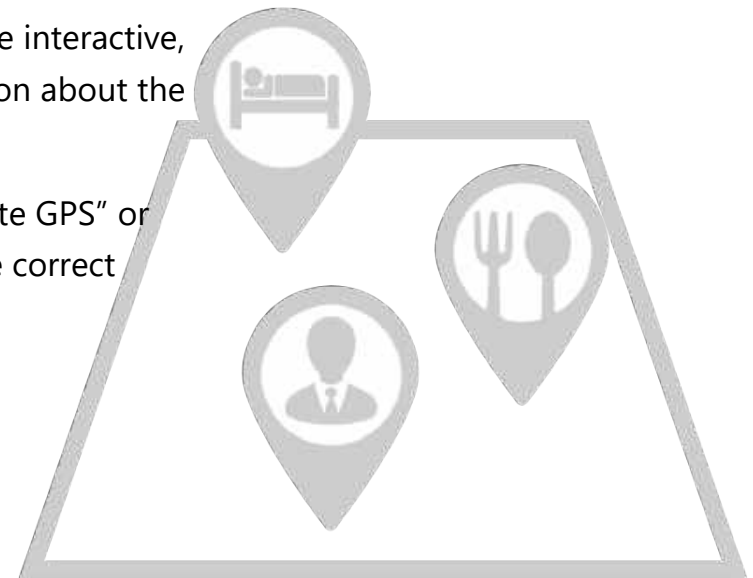 e interactive,
on about the
te GPS” or
e correct